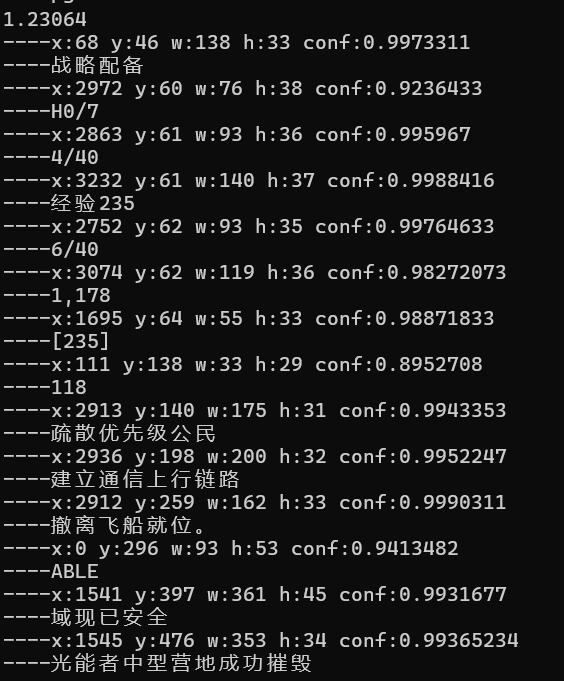 1.23064
----x:68 y:46 w:138 h:33 conf:0.9973311
----战略配备
----x:2972 y:60 w:76 h:38 conf:0.9236433
----H0/7
----x:2863 y:61 w:93 h:36 conf:0.995967
----4/40
----x:3232 y:61 w:140 h:37 conf:0.9988416
----经验235
----x:2752 y:62 w:93 h:35 conf:0.99764633
----6/40
----x:3074 y:62 w:119 h:36 conf:0.98272073
----1,178
----x:1695 y:64 w:55 h:33 conf:0.98871833
----[235]
----x:111 y:138 w:33 h:29 conf:0.8952708
----118
----x:2913 y:140 w:175 h:31 conf:0.9943353
----疏散优先级公民
----x:2936 y:198 w:200 h:32 conf:0.9952247
----建立通信上行链路
----x:2912 y:259 w:162 h:33 conf:0.9990311
----撤离飞船就位。
----x:0 y:296 w:93 h:53 conf:0.9413482
----ABLE
----x:1541 y:397 w:361 h:45 conf:0.9931677
----域现已安全
----x:1545 y:476 w:353 h:34 conf:0.99365234
----光能者中型营地成功摧毁